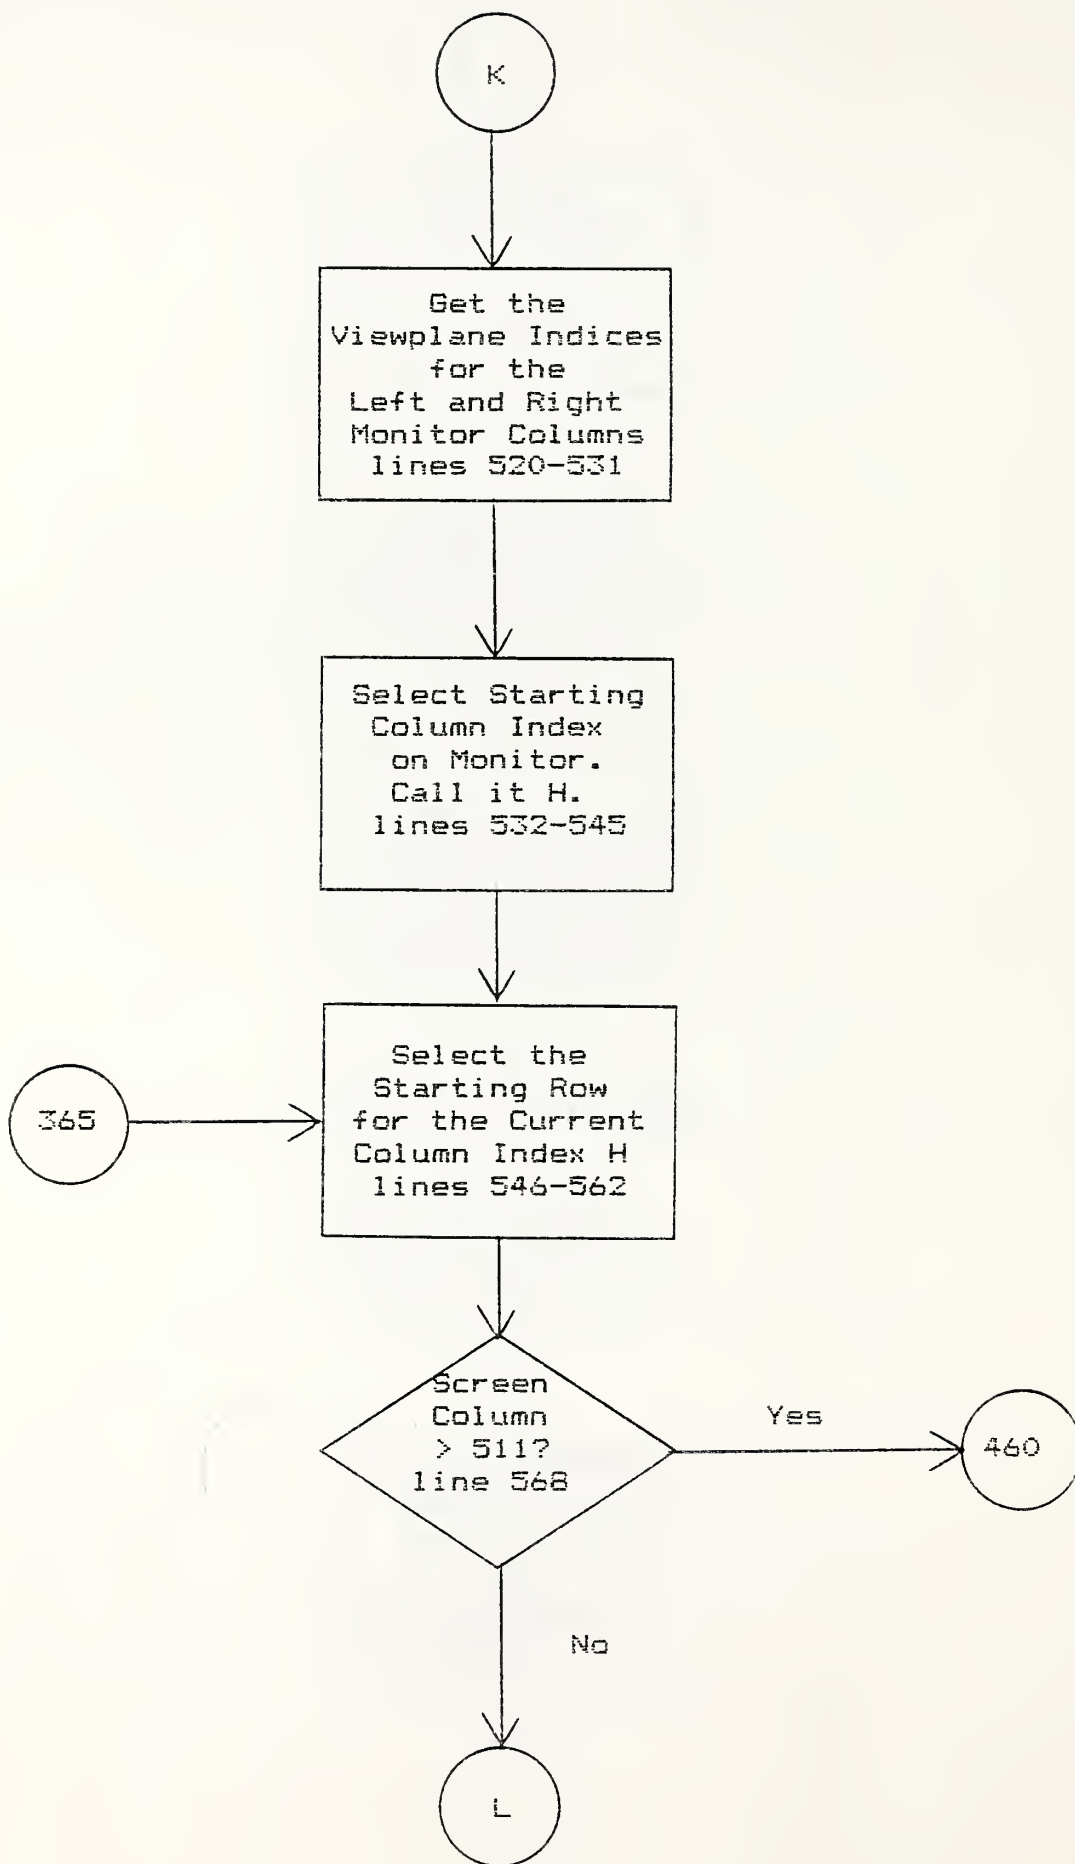 K
Get the
Viewplane Indices
for the
Left and Right
Monitor Columns
lines 520-531
Select Starting
Column Index
on Monitor.
Call it H.
lines 532-545
365
Select the
Starting Row
for the Current
Column Index H
lines 546-562
Screen
Column
> 511?
line 568
Yes
460
No
L